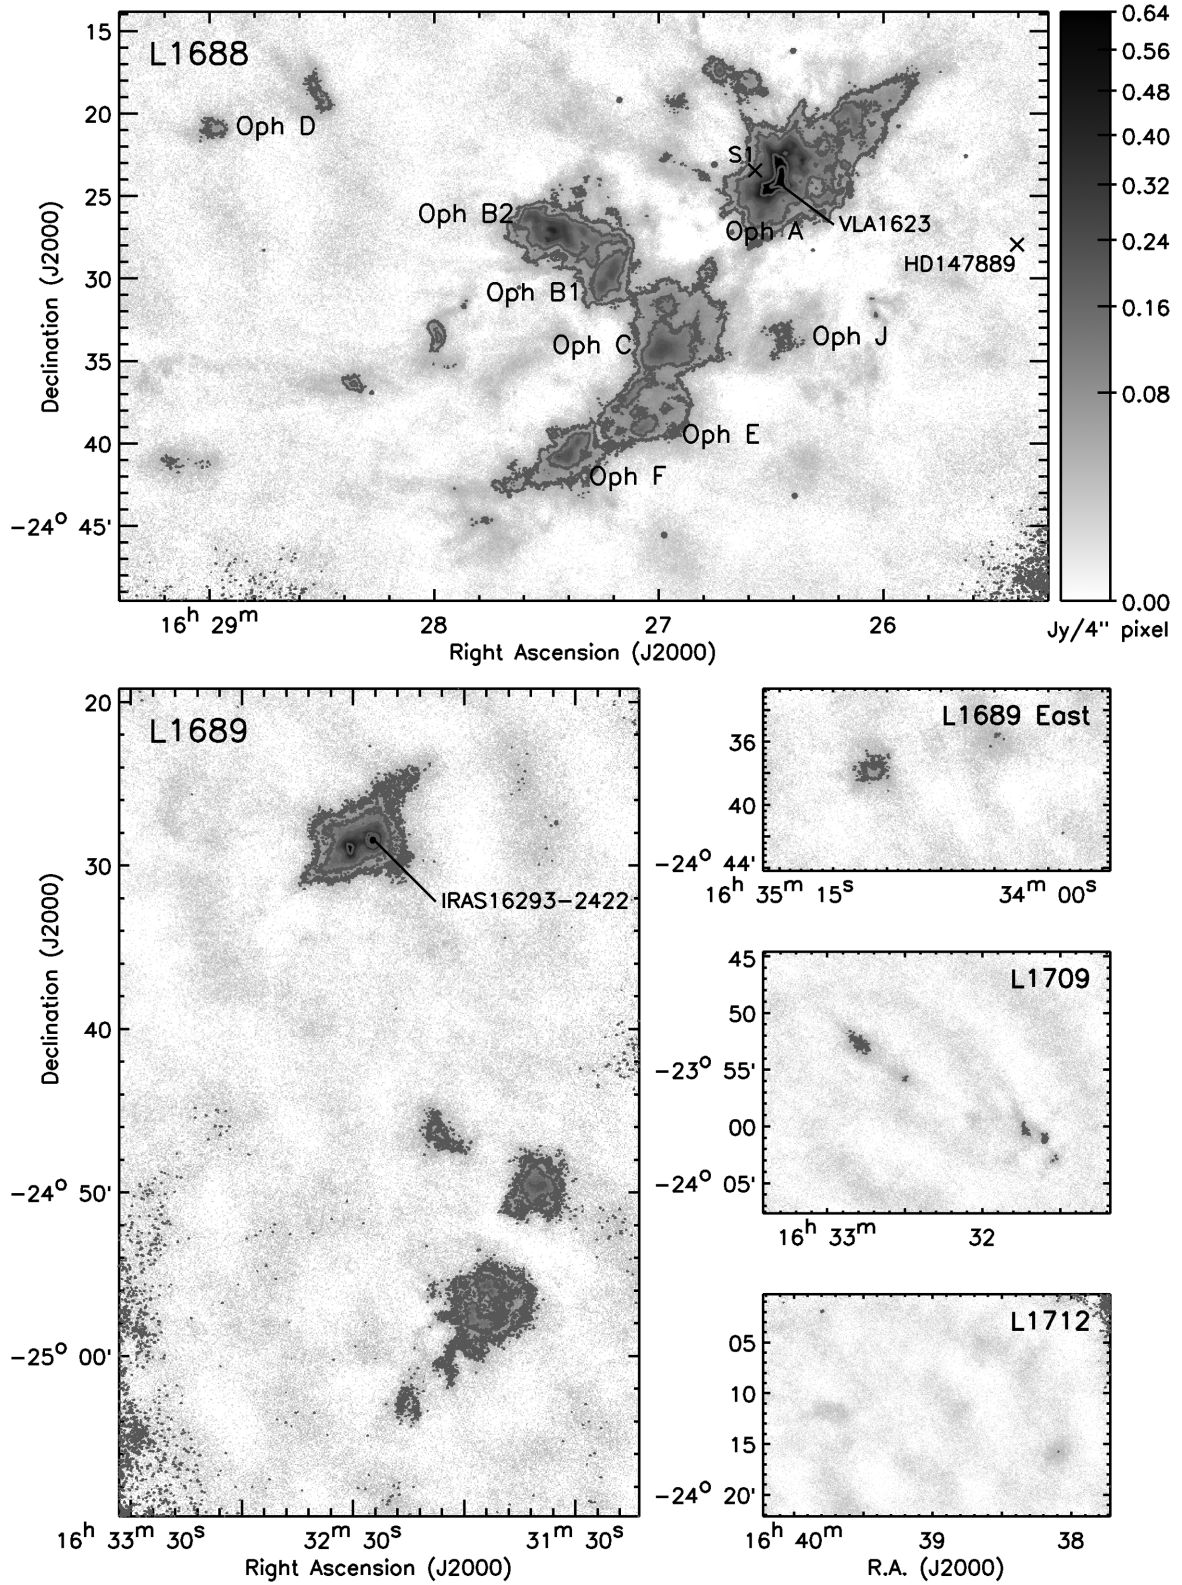 L1688
15
20
25
30
35
40
−24° 45'
Declination (J2000)
Oph D
S1
Oph B2
Oph A
VLA1623
HD147889
Oph B1
Oph C
Oph J
Oph E
Oph F
16h 29m 28 27 26
Right Ascension (J2000)
0.64
0.56
0.48
0.40
0.32
0.24
0.16
0.08
0.00
Jy/4" pixel
L1689
20
30
40
−24° 50'
−25° 00'
Declination (J2000)
IRAS16293−2422
16h 33m 30s 32m 30s 31m 30s
Right Ascension (J2000)
L1689 East
36
40
−24° 44'
16h 35m 15s 34m 00s
L1709
45
50
−23° 55'
00
−24° 05'
16h 33m 32
L1712
05
10
15
−24° 20'
16h 40m 39 38
R.A. (J2000)